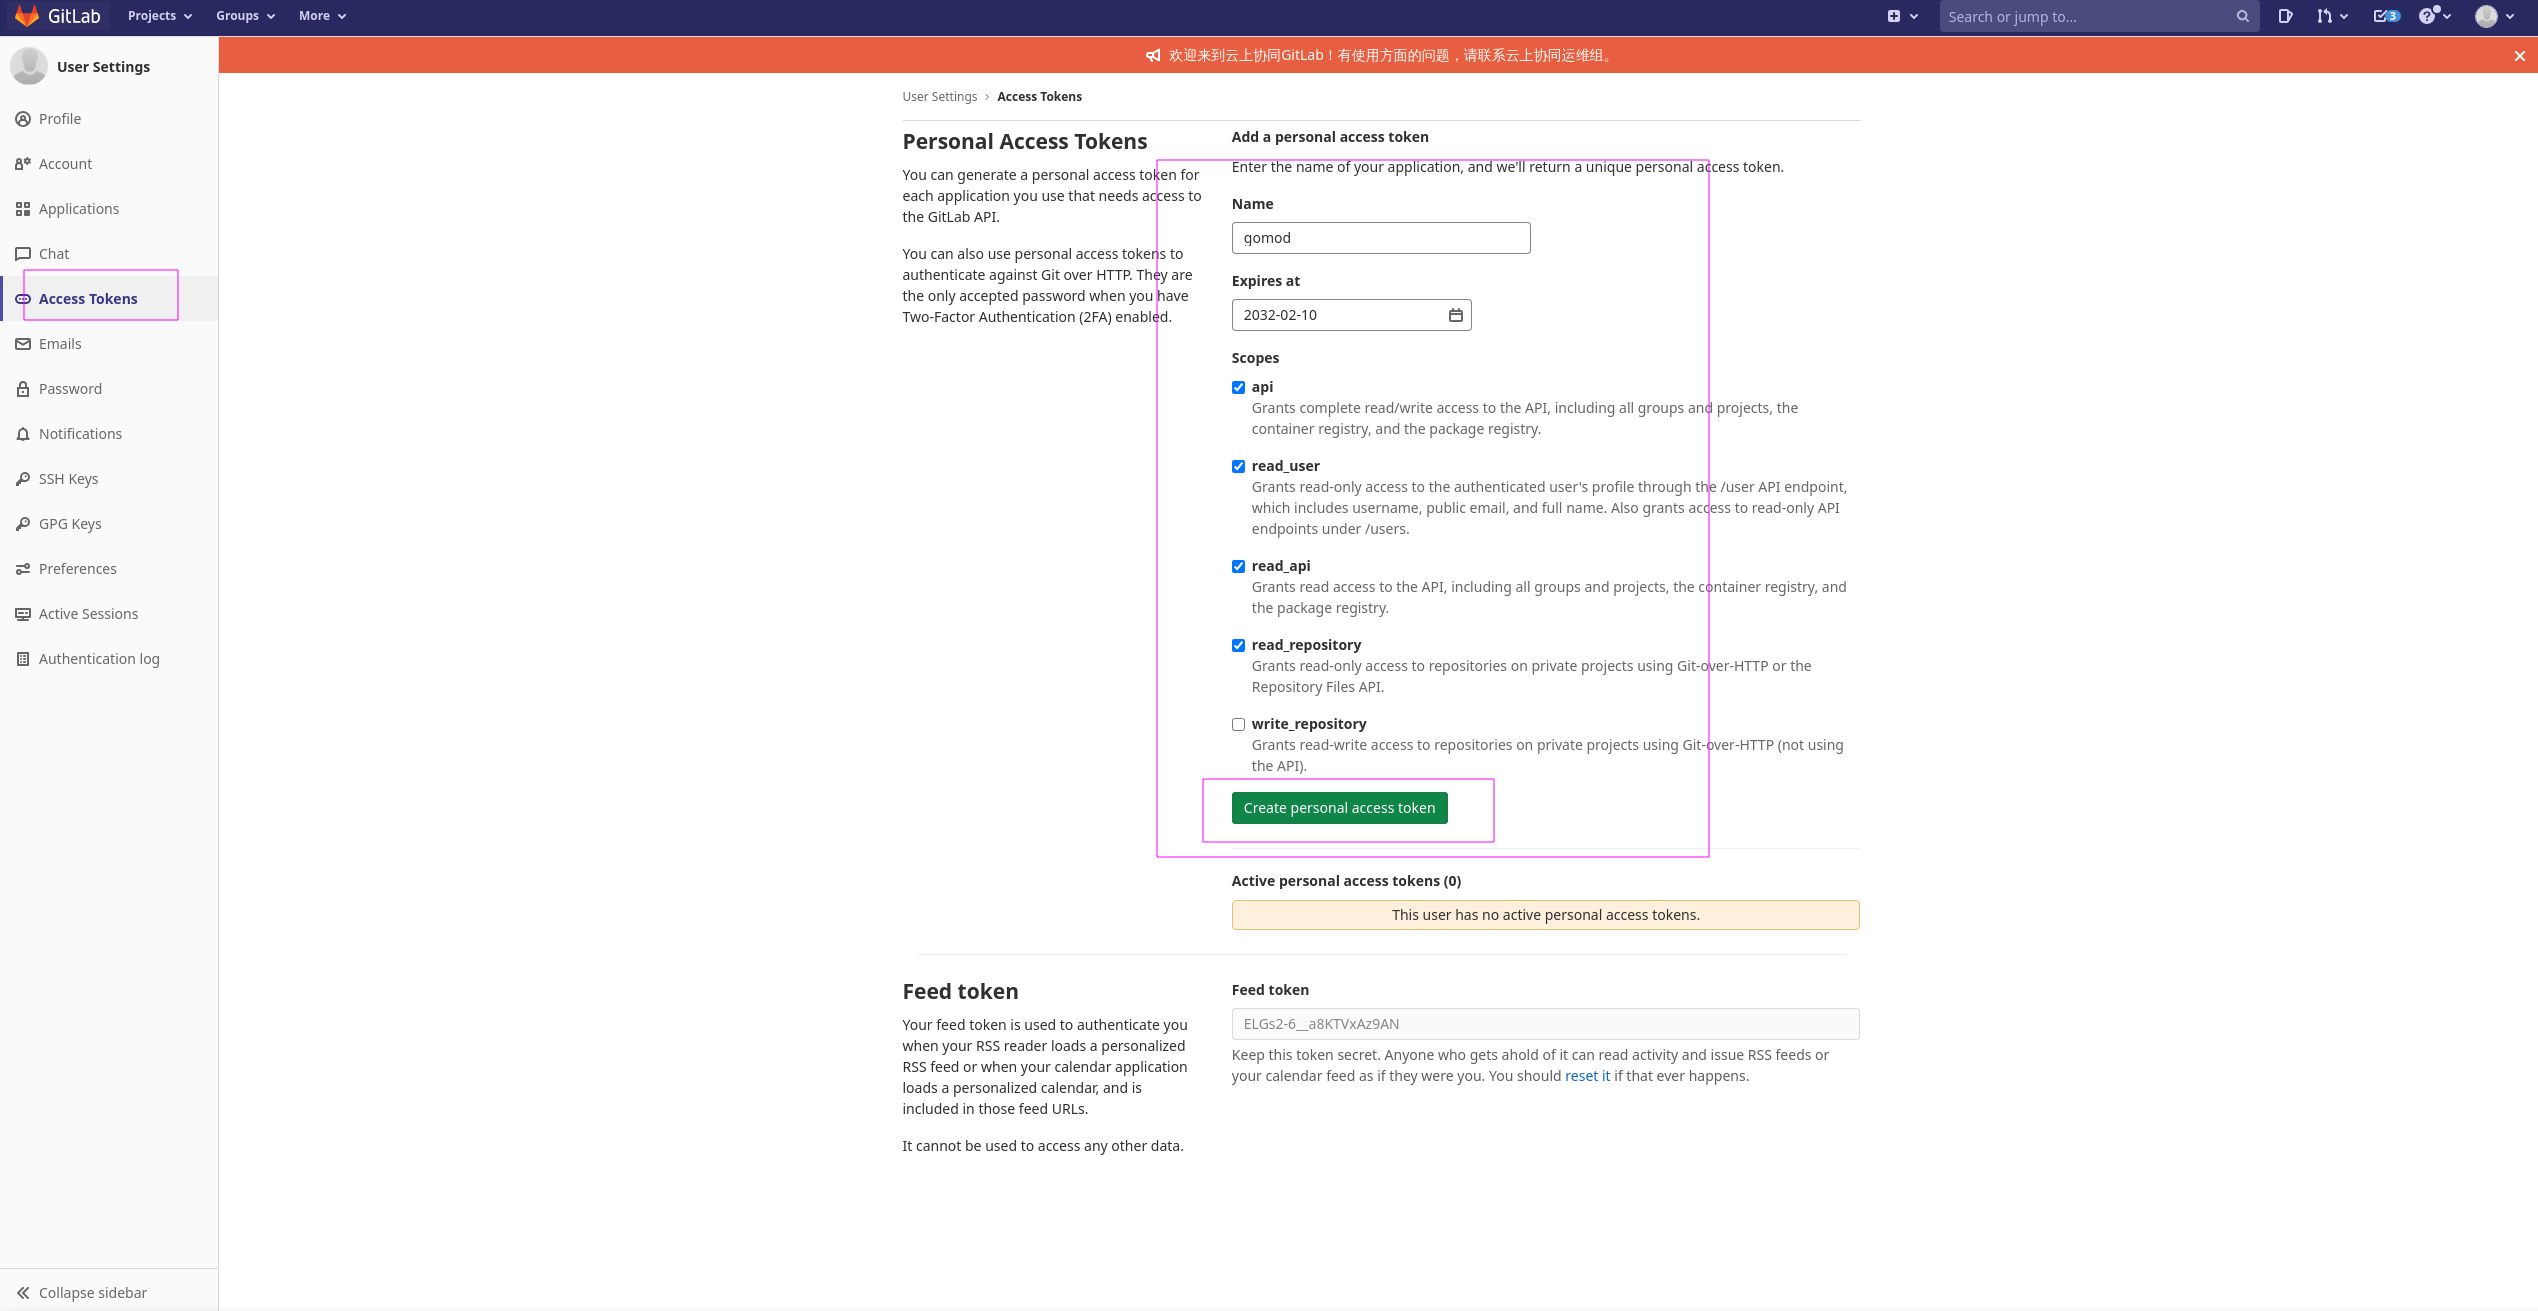 GitLab
Projects
Groups
More
Search or jump to...
3
User Settings
Profile
Account
Applications
Chat
Access Tokens
Emails
Password
Notifications
SSH Keys
GPG Keys
Preferences
Active Sessions
Authentication log
Collapse sidebar
欢迎来到云上协同GitLab！有使用方面的问题，请联系云上协同运维组。
User Settings › Access Tokens
Personal Access Tokens
You can generate a personal access token for
each application you use that needs access to
the GitLab API.
You can also use personal access tokens to
authenticate against Git over HTTP. They are
the only accepted password when you have
Two-Factor Authentication (2FA) enabled.
Add a personal access token
Enter the name of your application, and we'll return a unique personal access token.
Name
gomod
Expires at
2032-02-10
Scopes
api
Grants complete read/write access to the API, including all groups and projects, the
container registry, and the package registry.
read_user
Grants read-only access to the authenticated user's profile through the /user API endpoint,
which includes username, public email, and full name. Also grants access to read-only API
endpoints under /users.
read_api
Grants read access to the API, including all groups and projects, the container registry, and
the package registry.
read_repository
Grants read-only access to repositories on private projects using Git-over-HTTP or the
Repository Files API.
write_repository
Grants read-write access to repositories on private projects using Git-over-HTTP (not using
the API).
Create personal access token
Active personal access tokens (0)
This user has no active personal access tokens.
Feed token
Your feed token is used to authenticate you
when your RSS reader loads a personalized
RSS feed or when your calendar application
loads a personalized calendar, and is
included in those feed URLs.
It cannot be used to access any other data.
Feed token
ELGs2-6__a8KTVxAz9AN
Keep this token secret. Anyone who gets ahold of it can read activity and issue RSS feeds or
your calendar feed as if they were you. You should reset it if that ever happens.